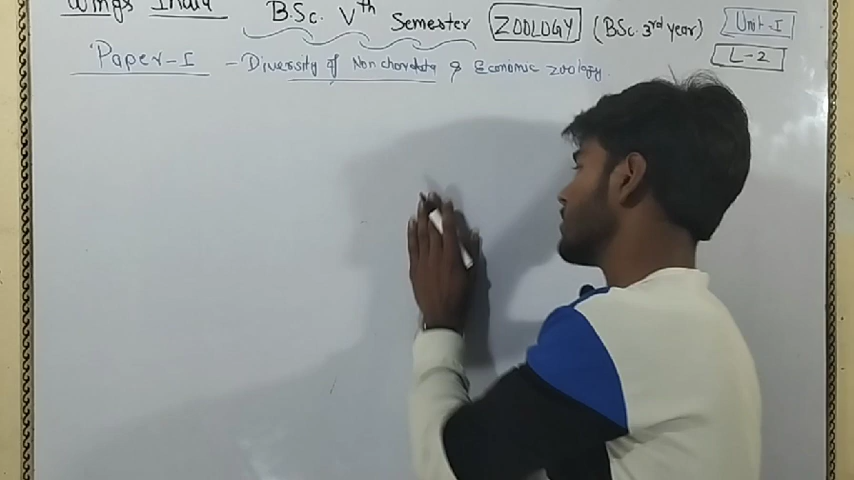 Wings India B.Sc. Vth Semester ZOOLOGY (BSc. 3rd year) Unit-I
L-2
Paper-I - Diversity of Non chordata & Economic zoology.